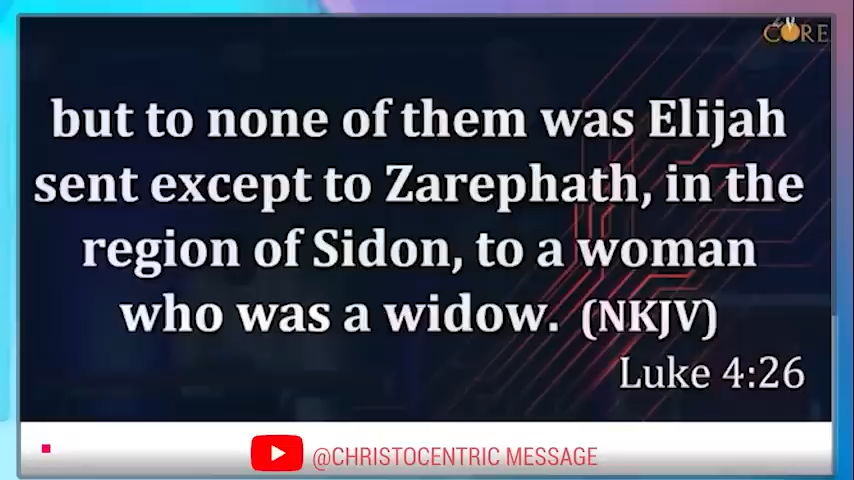 CORE
but to none of them was Elijah
sent except to Zarephath, in the
region of Sidon, to a woman
who was a widow. (NKJV)
Luke 4:26
@CHRISTOCENTRIC MESSAGE